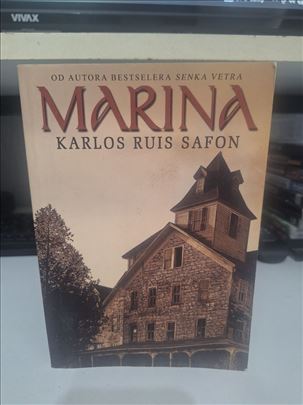 VIVAX
OD AUTORA BESTSELERA SENKA VETRA
MARINA
KARLOS RUIS SAFON